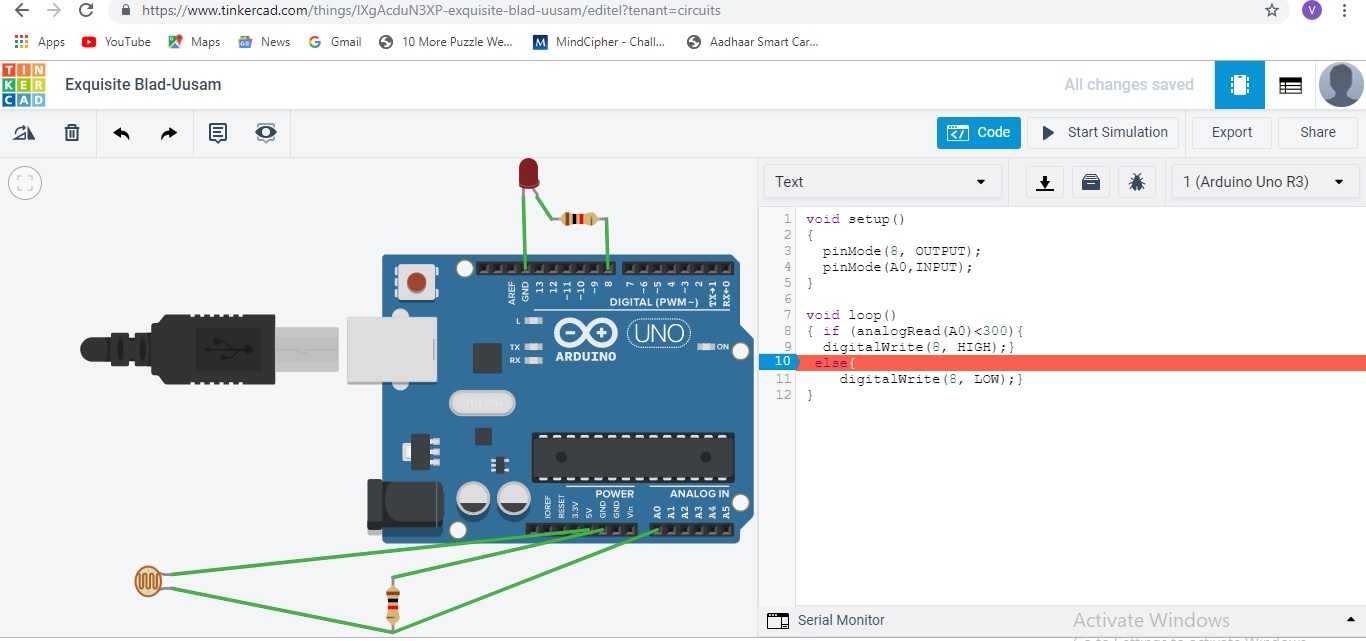 https://www.tinkercad.com/things/lXgAcduN3XP-exquisite-blad-uusam/editel?tenant=circuits
V
Apps YouTube Maps News Gmail 10 More Puzzle We... MindCipher - Chall... Aadhaar Smart Car...
TIN
KER
CAD
Exquisite Blad-Uusam
All changes saved
Code
Start Simulation
Export
Share
Text
1 (Arduino Uno R3)
1 void setup()
2 {
3 pinMode(8, OUTPUT);
4 pinMode(A0,INPUT);
5 }
6
7 void loop()
8 { if (analogRead(A0)<300){
9 digitalWrite(8, HIGH);}
10 else{
11 digitalWrite(8, LOW);}
12 }
AREF
GND
13
12
~11
~10
~9
8
7
~6
~5
4
~3
2
TX→1
RX←0
DIGITAL (PWM~)
L
TX
RX
ARDUINO
UNO
ON
IOREF
RESET
3.3V
5V
GND
GND
Vin
POWER
ANALOG IN
A0
A1
A2
A3
A4
A5
Serial Monitor
Activate Windows